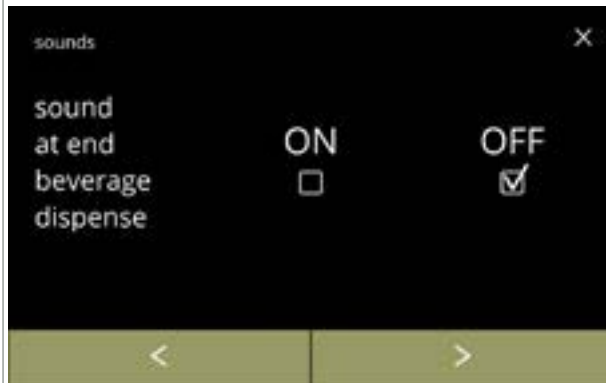 sounds
×
sound
at end
beverage
dispense
ON
OFF
<
>